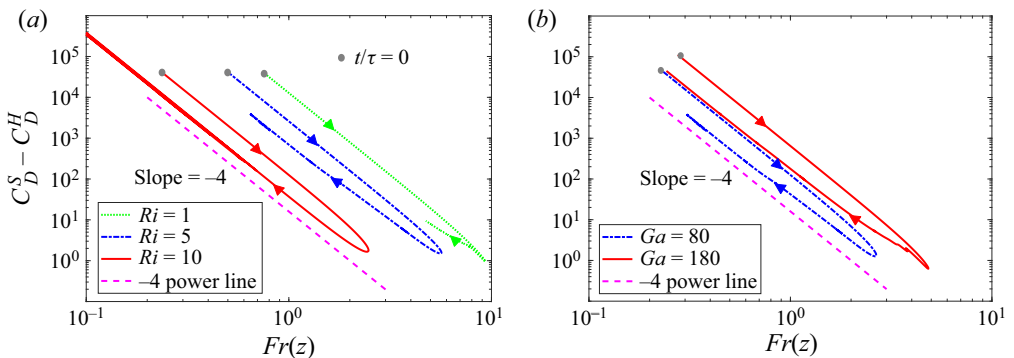 (a)
(b)
C_D^S – C_D^H
10^5
10^4
10^3
10^2
10^1
10^0
t/τ = 0
Slope = –4
Ri = 1
Ri = 5
Ri = 10
–4 power line
10^–1
10^0
10^1
Fr(z)
10^5
10^4
10^3
10^2
10^1
10^0
Slope = –4
Ga = 80
Ga = 180
–4 power line
10^–1
10^0
10^1
Fr(z)